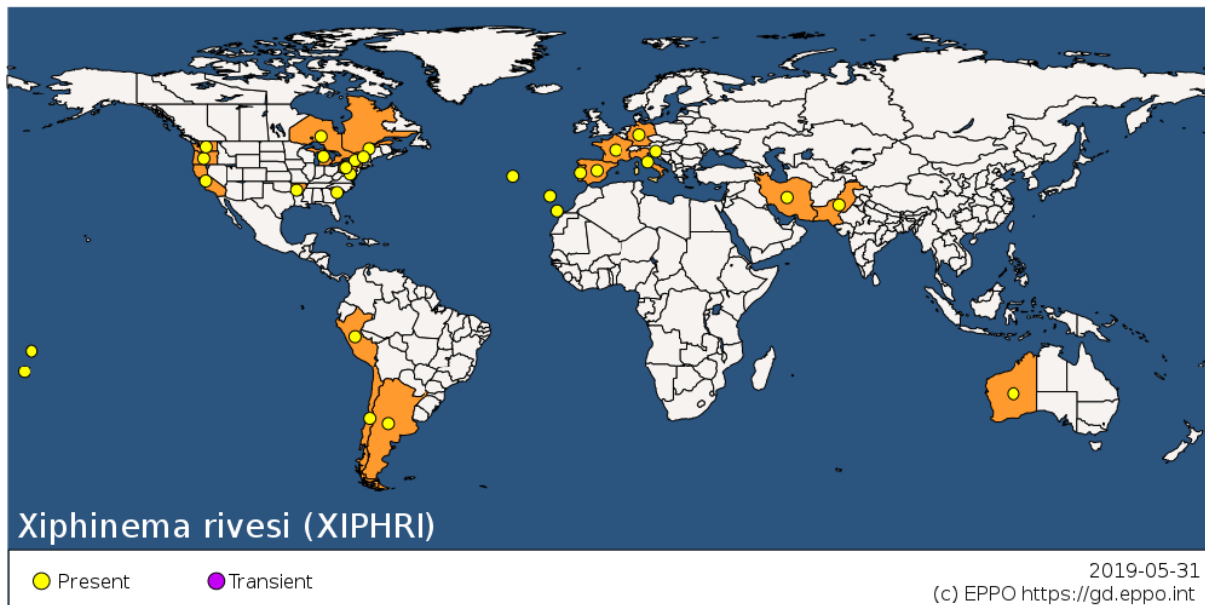 Xiphinema rivesi (XIPHRI)
Present
Transient
2019-05-31
(c) EPPO https://gd.eppo.int